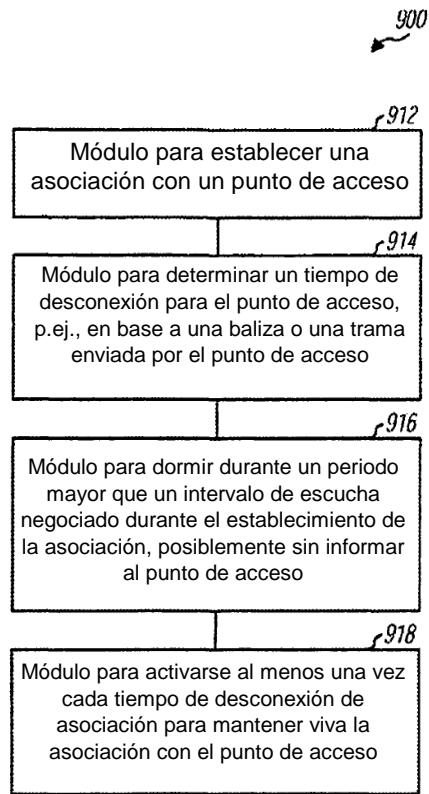 900
912
Módulo para establecer una
asociación con un punto de acceso
914
Módulo para determinar un tiempo de
desconexión para el punto de acceso,
p.ej., en base a una baliza o una trama
enviada por el punto de acceso
916
Módulo para dormir durante un periodo
mayor que un intervalo de escucha
negociado durante el establecimiento de
la asociación, posiblemente sin informar
al punto de acceso
918
Módulo para activarse al menos una vez
cada tiempo de desconexión de
asociación para mantener viva la
asociación con el punto de acceso